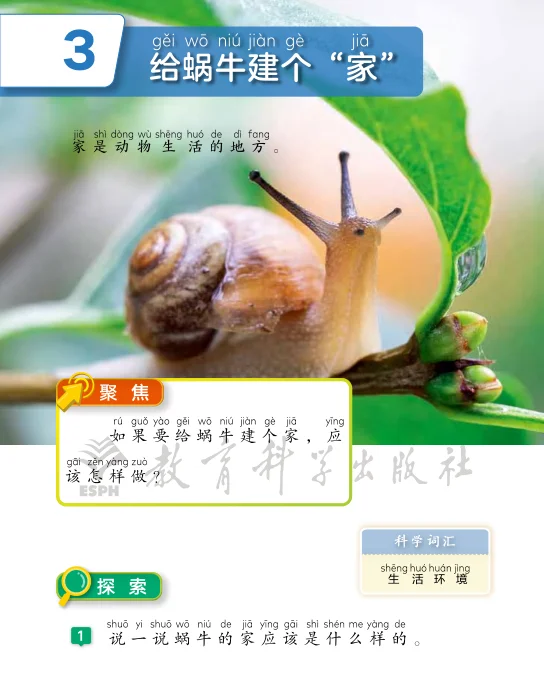 3
gěi wō niú jiàn gè jiā
给蜗牛建个“家”
jiā shì dòng wù shēng huó de dì fang
家是动物生活的地方。
聚焦
rú guǒ yào gěi wō niú jiàn gè jiā yīng
如果要给蜗牛建个家，应
gāi zěn yàng zuò
该怎样做？
ESPH 教育科学出版社
科学词汇
shēng huó huán jìng
生活环境
探索
shuō yi shuō wō niú de jiā yīng gāi shì shén me yàng de
1 说一说蜗牛的家应该是什么样的。